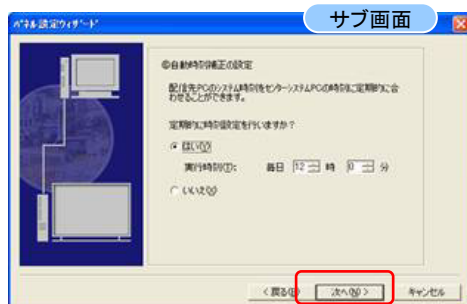 サブ画面
パネル設定ウィザード
◎自動時刻補正の設定
配信先PCのシステム時刻をセンターシステムPCの時刻に定期的に合
わせることができます。
定期的に時刻設定を行いますか?
はい(Y)
実行時刻(T): 毎日 12 時 0 分
いいえ(N)
< 戻る(B) 次へ(N) > キャンセル